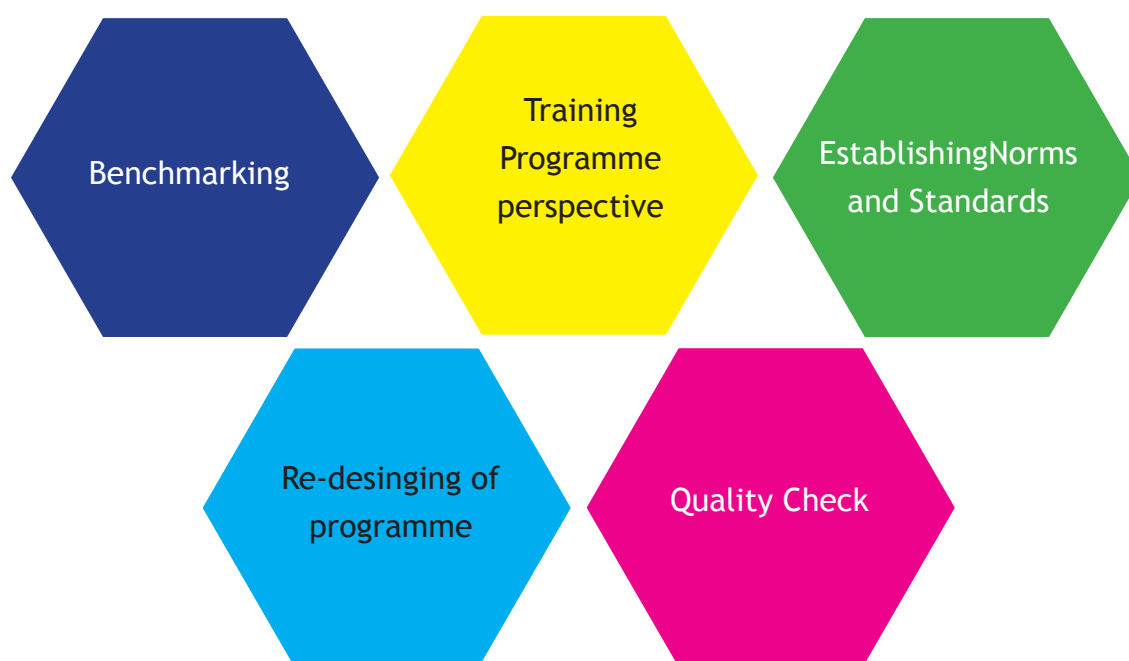 Benchmarking
Training
Programme
perspective
EstablishingNorms
and Standards
Re-desinging of
programme
Quality Check